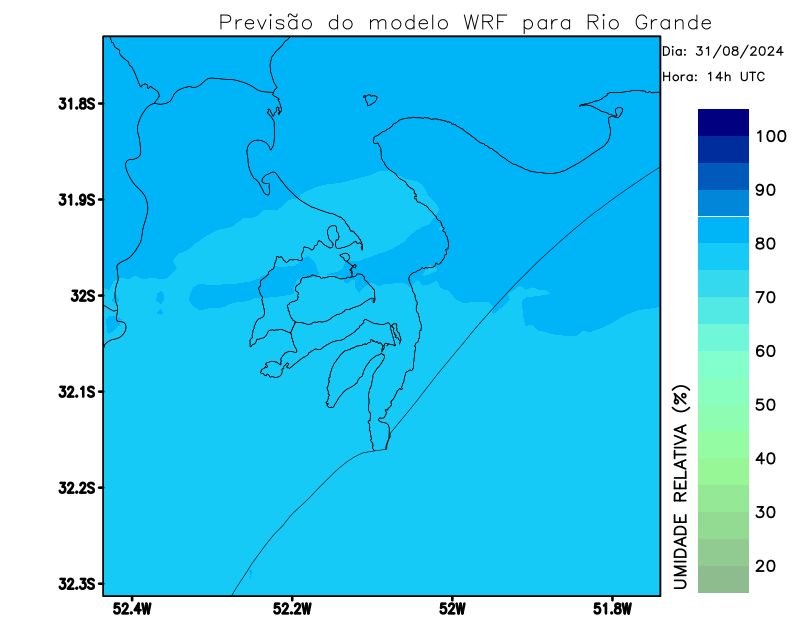 Previsão do modelo WRF para Rio Grande
Dia: 31/08/2024
Hora: 14h UTC
31.8S
31.9S
32S
32.1S
32.2S
32.3S
52.4W
52.2W
52W
51.8W
100
90
80
70
60
50
40
30
20
UMIDADE RELATIVA (%)